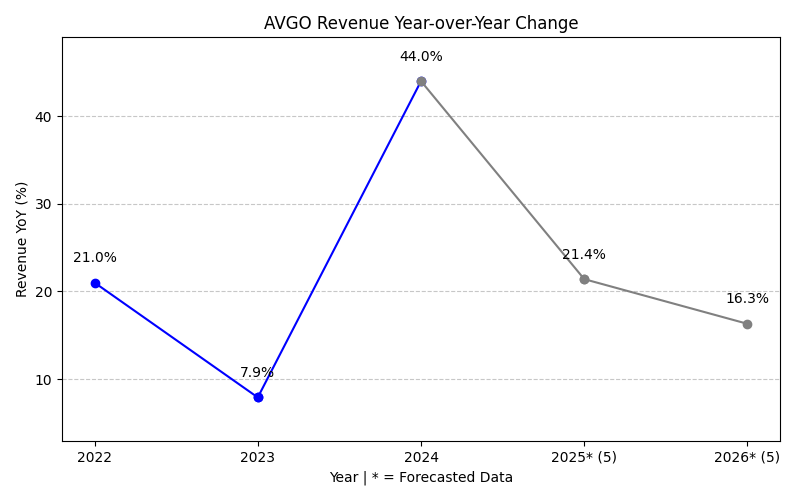 AVGO Revenue Year-over-Year Change
44.0%
40
30
21.0%
21.4%
20
16.3%
7.9%
10
Revenue YoY (%)
2022 2023 2024 2025* (5) 2026* (5)
Year | * = Forecasted Data